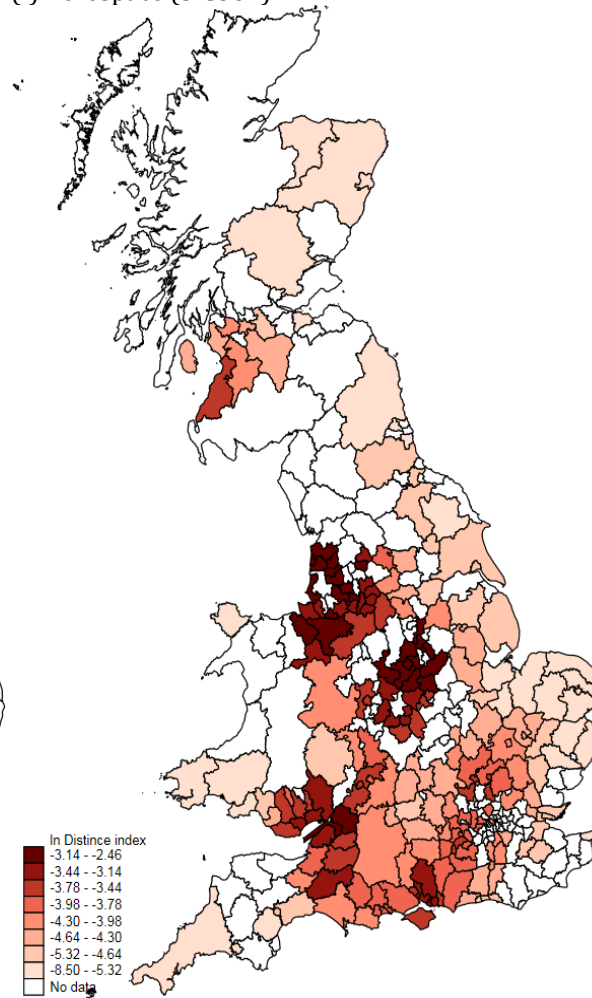 ln Distince index
-3.14 - -2.46
-3.44 - -3.14
-3.78 - -3.44
-3.98 - -3.78
-4.30 - -3.98
-4.64 - -4.30
-5.32 - -4.64
-8.50 - -5.32
No data